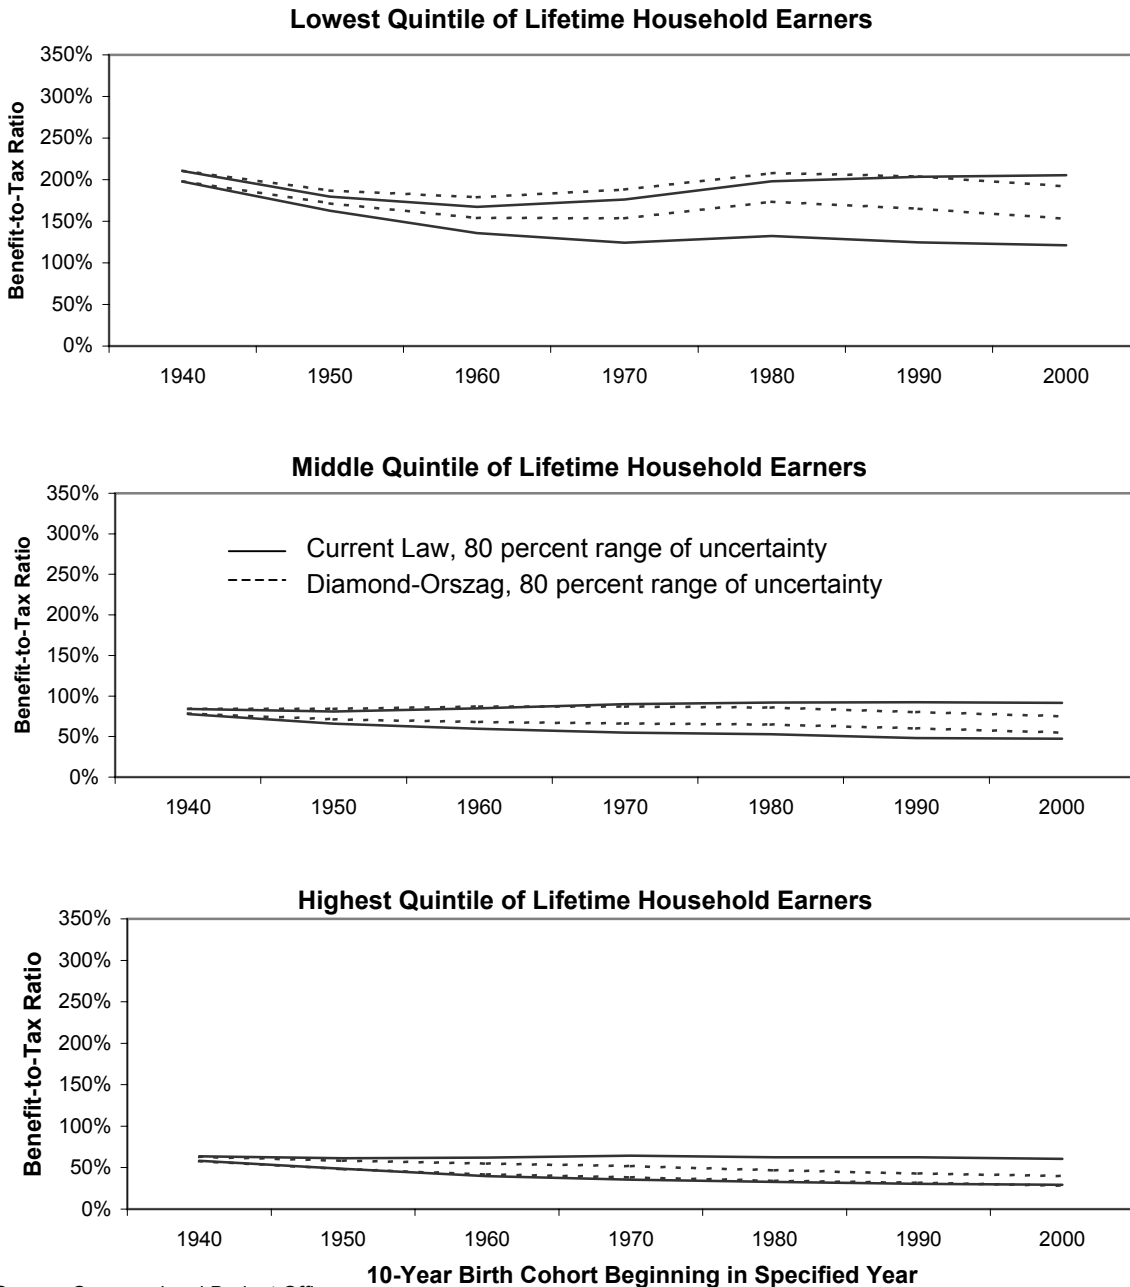 Lowest Quintile of Lifetime Household Earners
Benefit-to-Tax Ratio
350%
300%
250%
200%
150%
100%
50%
0%
1940 1950 1960 1970 1980 1990 2000
Middle Quintile of Lifetime Household Earners
Benefit-to-Tax Ratio
350%
300%
250%
200%
150%
100%
50%
0%
Current Law, 80 percent range of uncertainty
Diamond-Orszag, 80 percent range of uncertainty
1940 1950 1960 1970 1980 1990 2000
Highest Quintile of Lifetime Household Earners
Benefit-to-Tax Ratio
350%
300%
250%
200%
150%
100%
50%
0%
1940 1950 1960 1970 1980 1990 2000
10-Year Birth Cohort Beginning in Specified Year